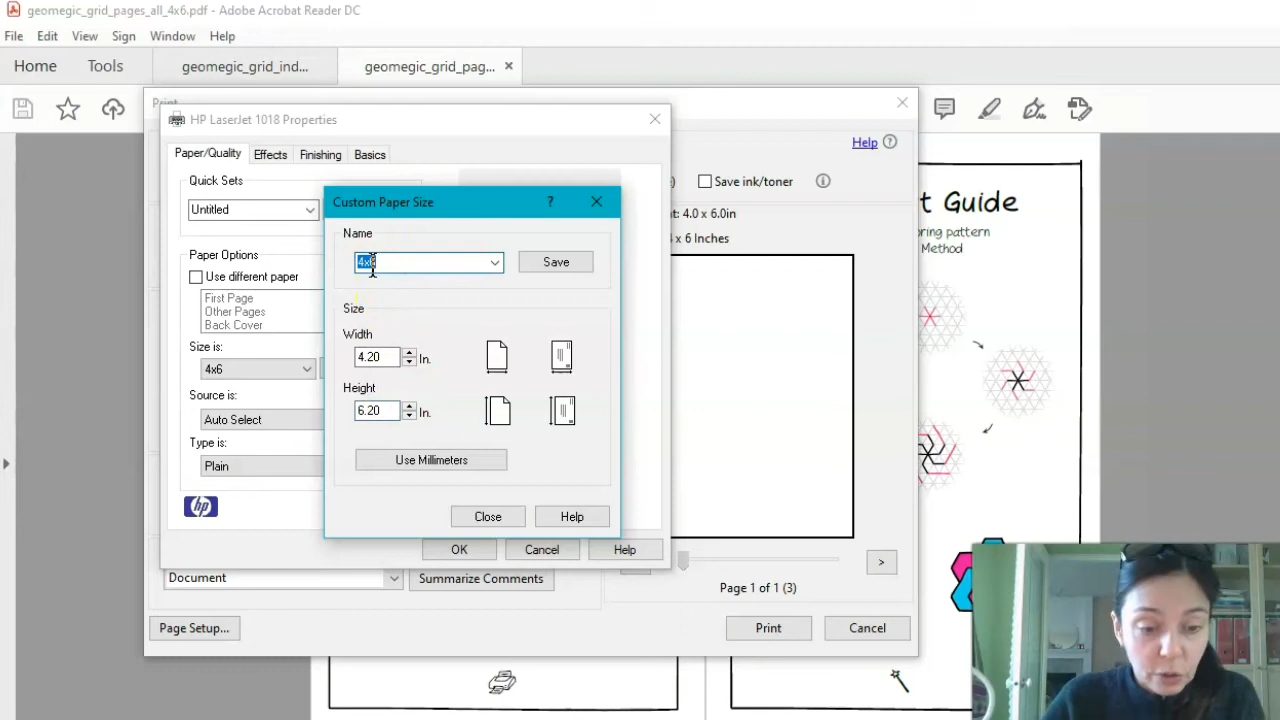 geomegic_grid_pages_all_4x6.pdf - Adobe Acrobat Reader DC
File Edit View Sign Window Help
Home Tools geomegic_grid_ind... geomegic_grid_pag... ×
Print
HP LaserJet 1018 Properties
Help
Paper/Quality Effects Finishing Basics
Quick Sets
Untitled
Save ink/toner
Custom Paper Size
4.0 x 6.0in
4 x 6 Inches
t Guide
oring pattern
Method
Name
4x6
Save
Paper Options
Use different paper
First Page
Other Pages
Back Cover
Size is:
4x6
Source is:
Auto Select
Type is:
Plain
hp
Size
Width
4.20 In.
Height
6.20 In.
Use Millimeters
Close Help
OK Cancel Help
Document
Summarize Comments
>
Page 1 of 1 (3)
Page Setup...
Print Cancel